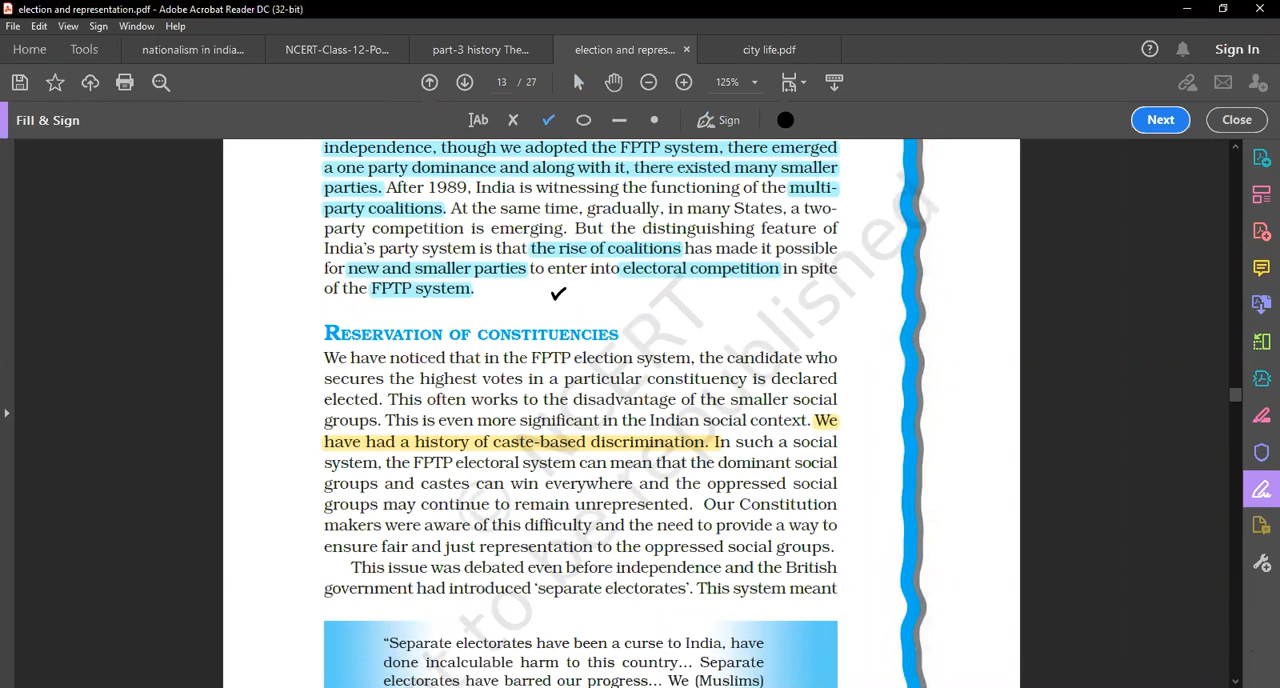 election and representation.pdf - Adobe Acrobat Reader DC (32-bit)
File Edit View Sign Window Help
Home Tools nationalism in india... NCERT-Class-12-Po... part-3 history The... election and repres... × city life.pdf Sign In
13 / 27 125%
Fill & Sign IAb Sign Next Close
independence, though we adopted the FPTP system, there emerged
a one party dominance and along with it, there existed many smaller
parties. After 1989, India is witnessing the functioning of the multi-
party coalitions. At the same time, gradually, in many States, a two-
party competition is emerging. But the distinguishing feature of
India's party system is that the rise of coalitions has made it possible
for new and smaller parties to enter into electoral competition in spite
of the FPTP system.
RESERVATION OF CONSTITUENCIES
We have noticed that in the FPTP election system, the candidate who
secures the highest votes in a particular constituency is declared
elected. This often works to the disadvantage of the smaller social
groups. This is even more significant in the Indian social context. We
have had a history of caste-based discrimination. In such a social
system, the FPTP electoral system can mean that the dominant social
groups and castes can win everywhere and the oppressed social
groups may continue to remain unrepresented. Our Constitution
makers were aware of this difficulty and the need to provide a way to
ensure fair and just representation to the oppressed social groups.
This issue was debated even before independence and the British
government had introduced 'separate electorates'. This system meant
"Separate electorates have been a curse to India, have
done incalculable harm to this country... Separate
electorates have barred our progress... We (Muslims)
© NCERT
not to be republished